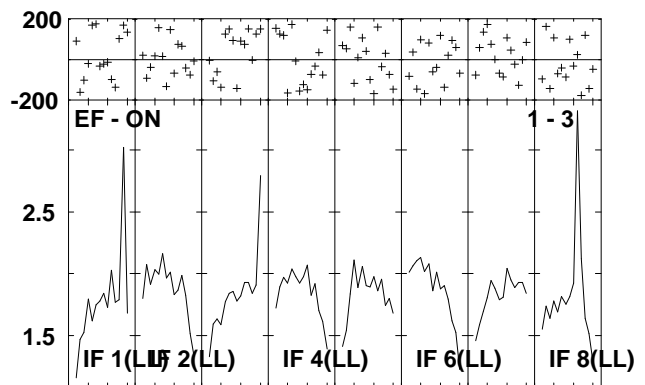 200
-200
EF - ON 1 - 3
2.5
1.5
IF 1(LL) IF 2(LL) IF 4(LL) IF 6(LL) IF 8(LL)